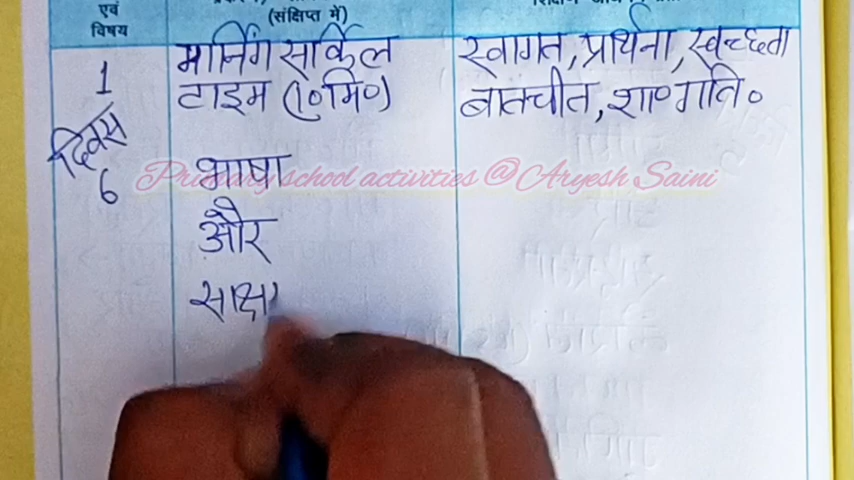 एवं
विषय
(संक्षिप्त में)
1
दिवस
6
मॉर्निंग सर्किल
टाइम (10 मि०)
स्वागत, प्रार्थना, स्वच्छता
बातचीत, शा० गति०
भाषा
और
साक्ष
Primary school activities @Aryesh Saini